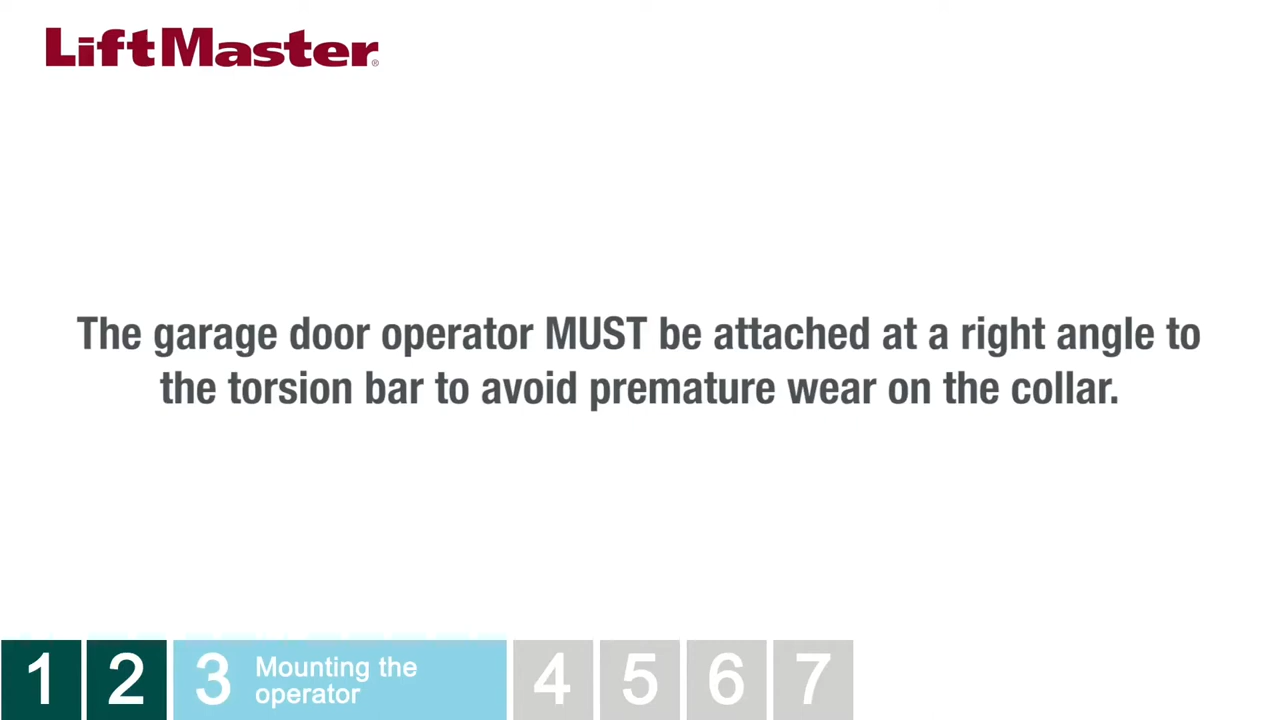 LiftMaster®
The garage door operator MUST be attached at a right angle to
the torsion bar to avoid premature wear on the collar.
1 2 3 Mounting the
operator 4 5 6 7